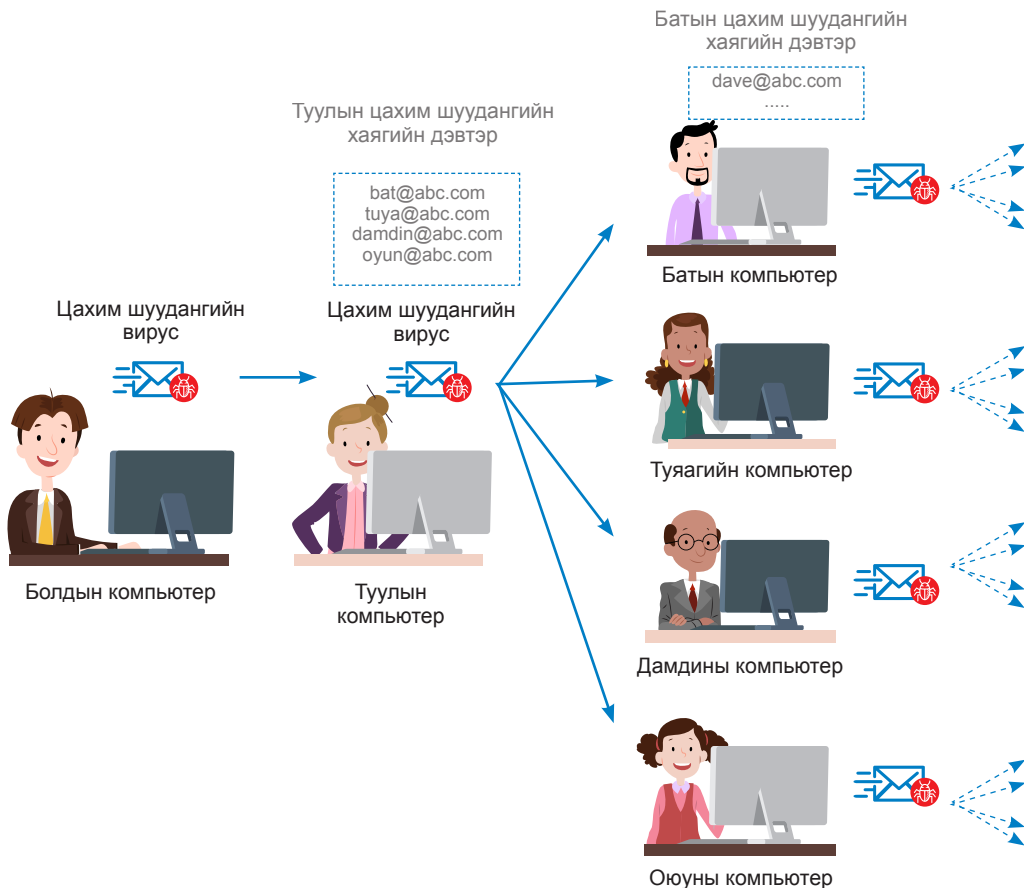 Батын цахим шуудангийн
хаягийн дэвтэр
dave@abc.com
.....
Туулын цахим шуудангийн
хаягийн дэвтэр
bat@abc.com
tuya@abc.com
damdin@abc.com
oyun@abc.com
Батын компьютер
Цахим шуудангийн
вирус
Цахим шуудангийн
вирус
Туяагийн компьютер
Болдын компьютер
Туулын
компьютер
Дамдины компьютер
Оюуны компьютер